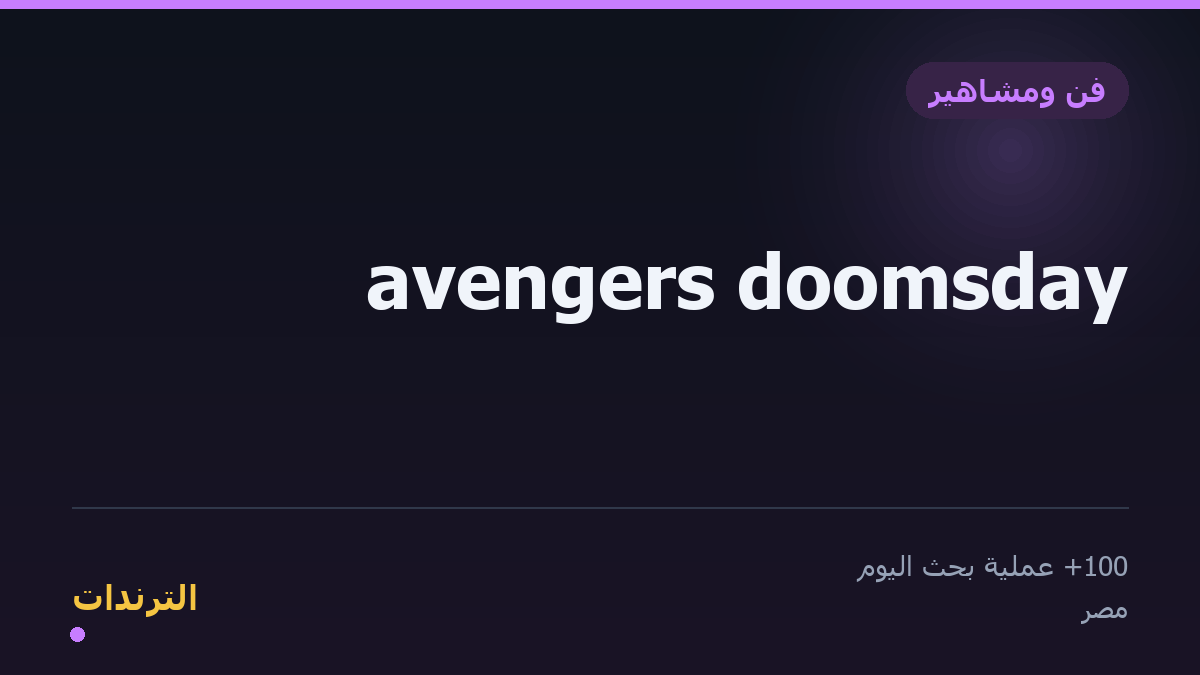 فن ومشاهير
avengers doomsday
100+ عملية بحث اليوم
مصر
الترندات